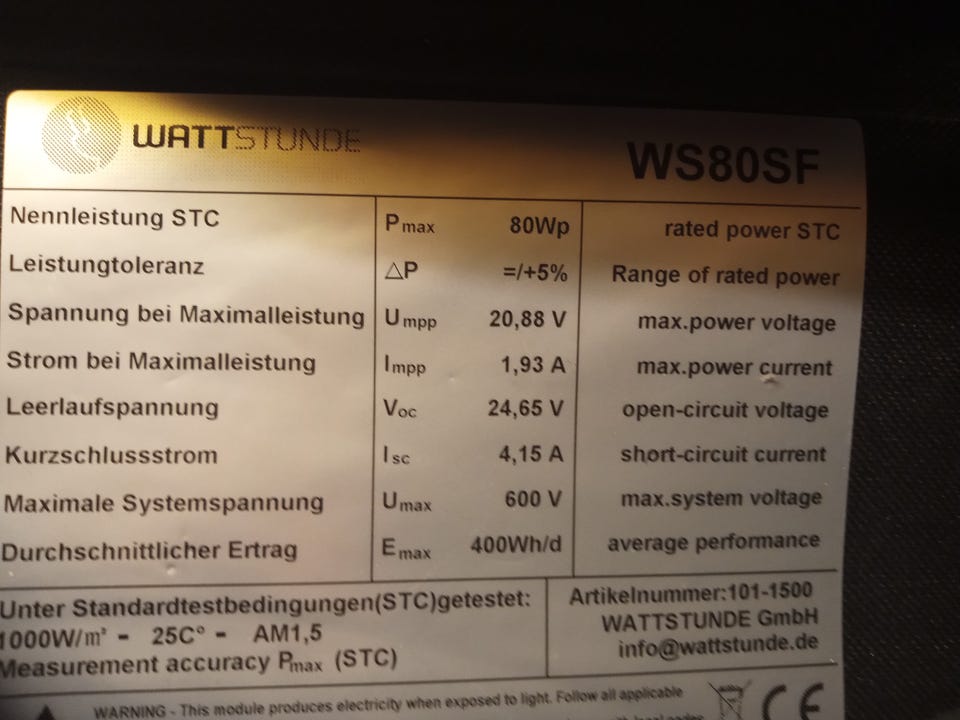 WATTSTUNDE WS80SF
Nennleistung STC Pmax 80Wp rated power STC
Leistungtoleranz △P =/+5% Range of rated power
Spannung bei Maximalleistung Umpp 20,88 V max.power voltage
Strom bei Maximalleistung Impp 1,93 A max.power current
Leerlaufspannung Voc 24,65 V open-circuit voltage
Kurzschlussstrom Isc 4,15 A short-circuit current
Maximale Systemspannung Umax 600 V max.system voltage
Durchschnittlicher Ertrag Emax 400Wh/d average performance
Unter Standardtestbedingungen(STC)getestet:
1000W/m² - 25C° - AM1,5
Measurement accuracy Pmax (STC)
Artikelnummer:101-1500
WATTSTUNDE GmbH
info@wattstunde.de
WARNING - This module produces electricity when exposed to light. Follow all applicable
CE